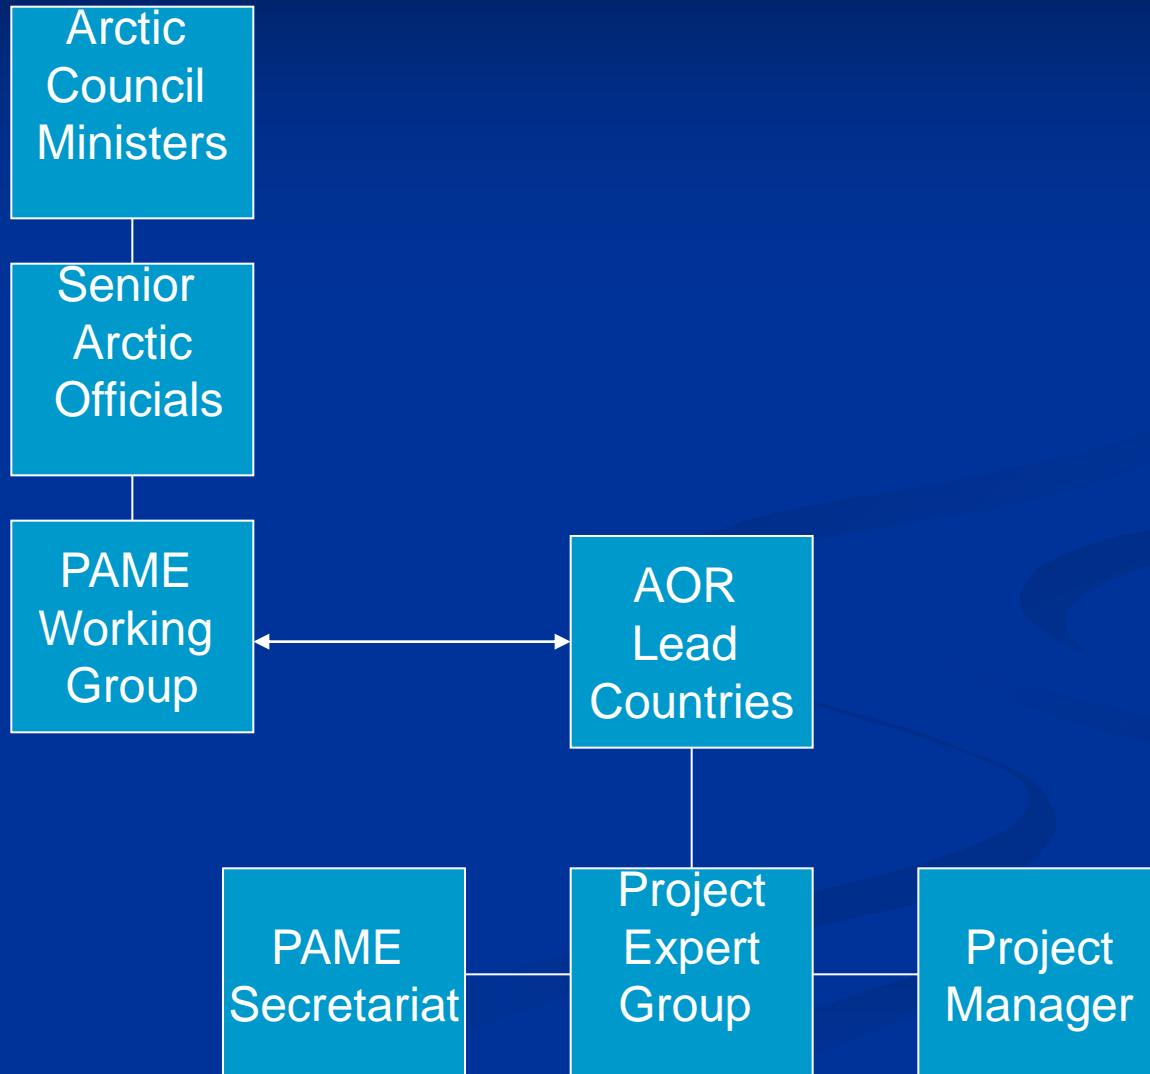 Arctic
Council
Ministers
Senior
Arctic
Officials
PAME
Working
Group
AOR
Lead
Countries
PAME
Secretariat
Project
Expert
Group
Project
Manager